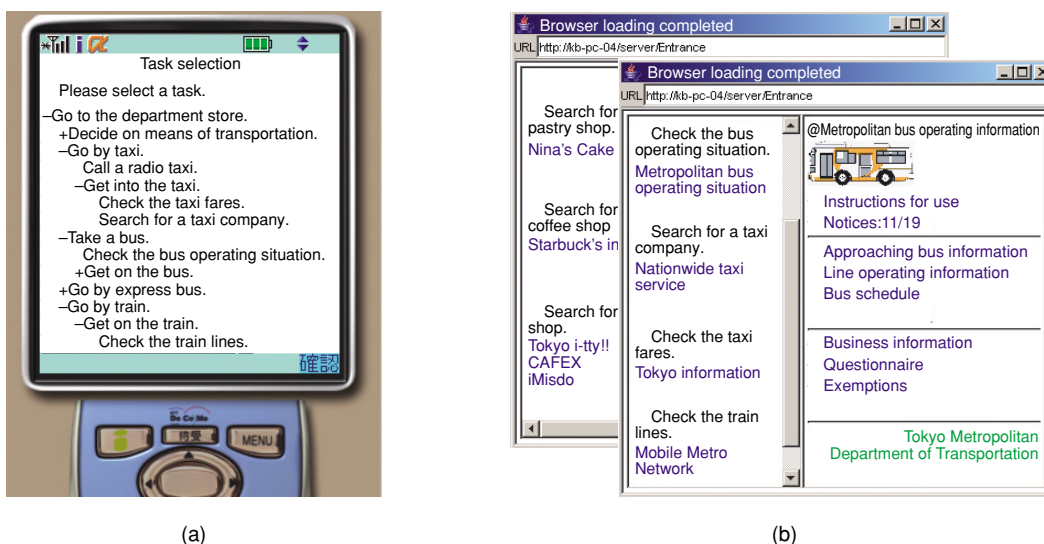 Task selection
Please select a task.
–Go to the department store.
+Decide on means of transportation.
–Go by taxi.
Call a radio taxi.
–Get into the taxi.
Check the taxi fares.
Search for a taxi company.
–Take a bus.
Check the bus operating situation.
+Get on the bus.
+Go by express bus.
–Go by train.
–Get on the train.
Check the train lines.
確認
Do Co Mo
i
待受
MENU
(a)
Browser loading completed
URL http://kb-pc-04/server/Entrance
Search for
pastry shop.
Nina's Cake
Search for
coffee shop
Starbuck's in
Search for
shop.
Tokyo i-tty!!
CAFEX
iMisdo
Browser loading completed
URL http://kb-pc-04/server/Entrance
Check the bus
operating situation.
Metropolitan bus
operating situation
Search for a taxi
company.
Nationwide taxi
service
Check the taxi
fares.
Tokyo information
Check the train
lines.
Mobile Metro
Network
@Metropolitan bus operating information
Instructions for use
Notices:11/19
Approaching bus information
Line operating information
Bus schedule
Business information
Questionnaire
Exemptions
Tokyo Metropolitan
Department of Transportation
(b)